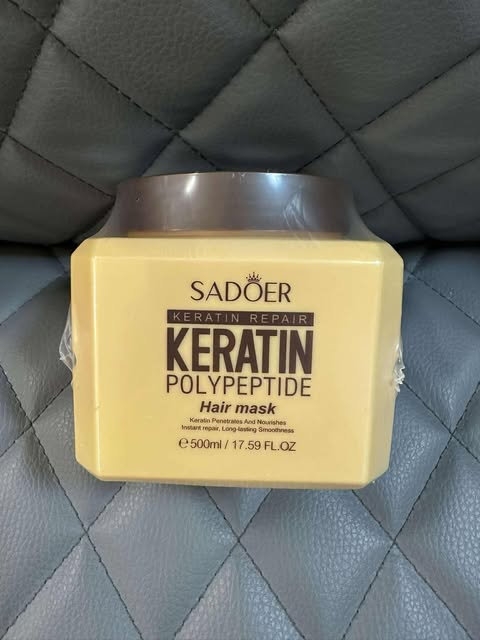 SADOER
KERATIN REPAIR
KERATIN
POLYPEPTIDE
Hair mask
Keratin Penetrates And Nourishes
Instant repair, Long-lasting Smoothness
℮500ml / 17.59 FL.OZ